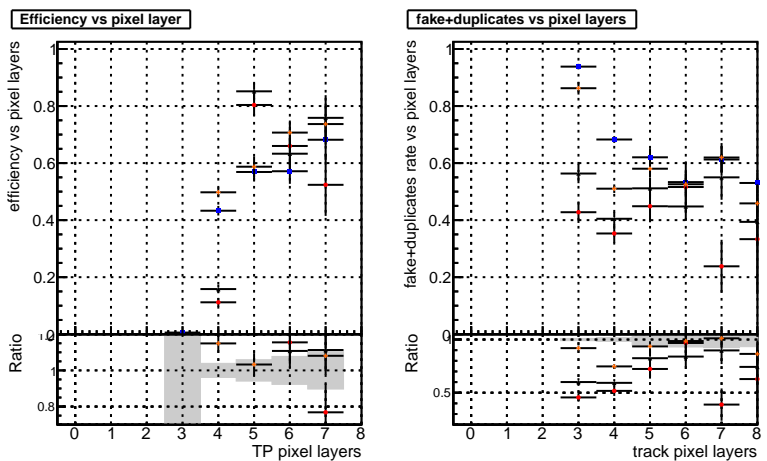 Efficiency vs pixel layer
efficiency vs pixel layers
1
0.8
0.6
0.4
0.2
0
Ratio
1.2
1
0.8
0 1 2 3 4 5 6 7 8
TP pixel layers
fake+duplicates vs pixel layers
fake+duplicates rate vs pixel layers
1
0.8
0.6
0.4
0.2
Ratio
0.5
0 1 2 3 4 5 6 7 8
track pixel layers